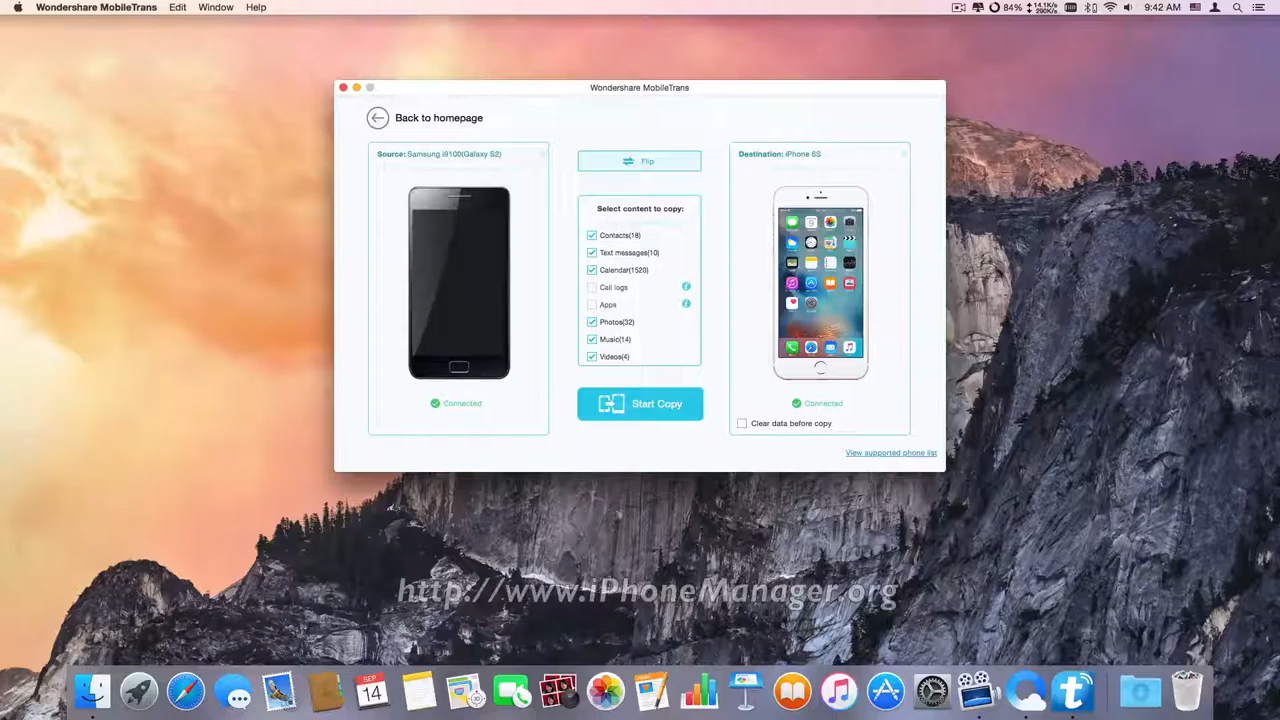 Wondershare MobileTrans Edit Window Help
84% 14.1K/s 290K/s 9:42 AM
Wondershare MobileTrans
Back to homepage
Source: Samsung i9100(Galaxy S2)
Flip
Destination: iPhone 6S
Select content to copy:
Contacts(18)
Text messages(10)
Calendar(1520)
Call logs
Apps
Photos(32)
Music(14)
Videos(4)
Start Copy
Connected
Connected
Clear data before copy
View supported phone list
http://www.iPhoneManager.org
SEP
14